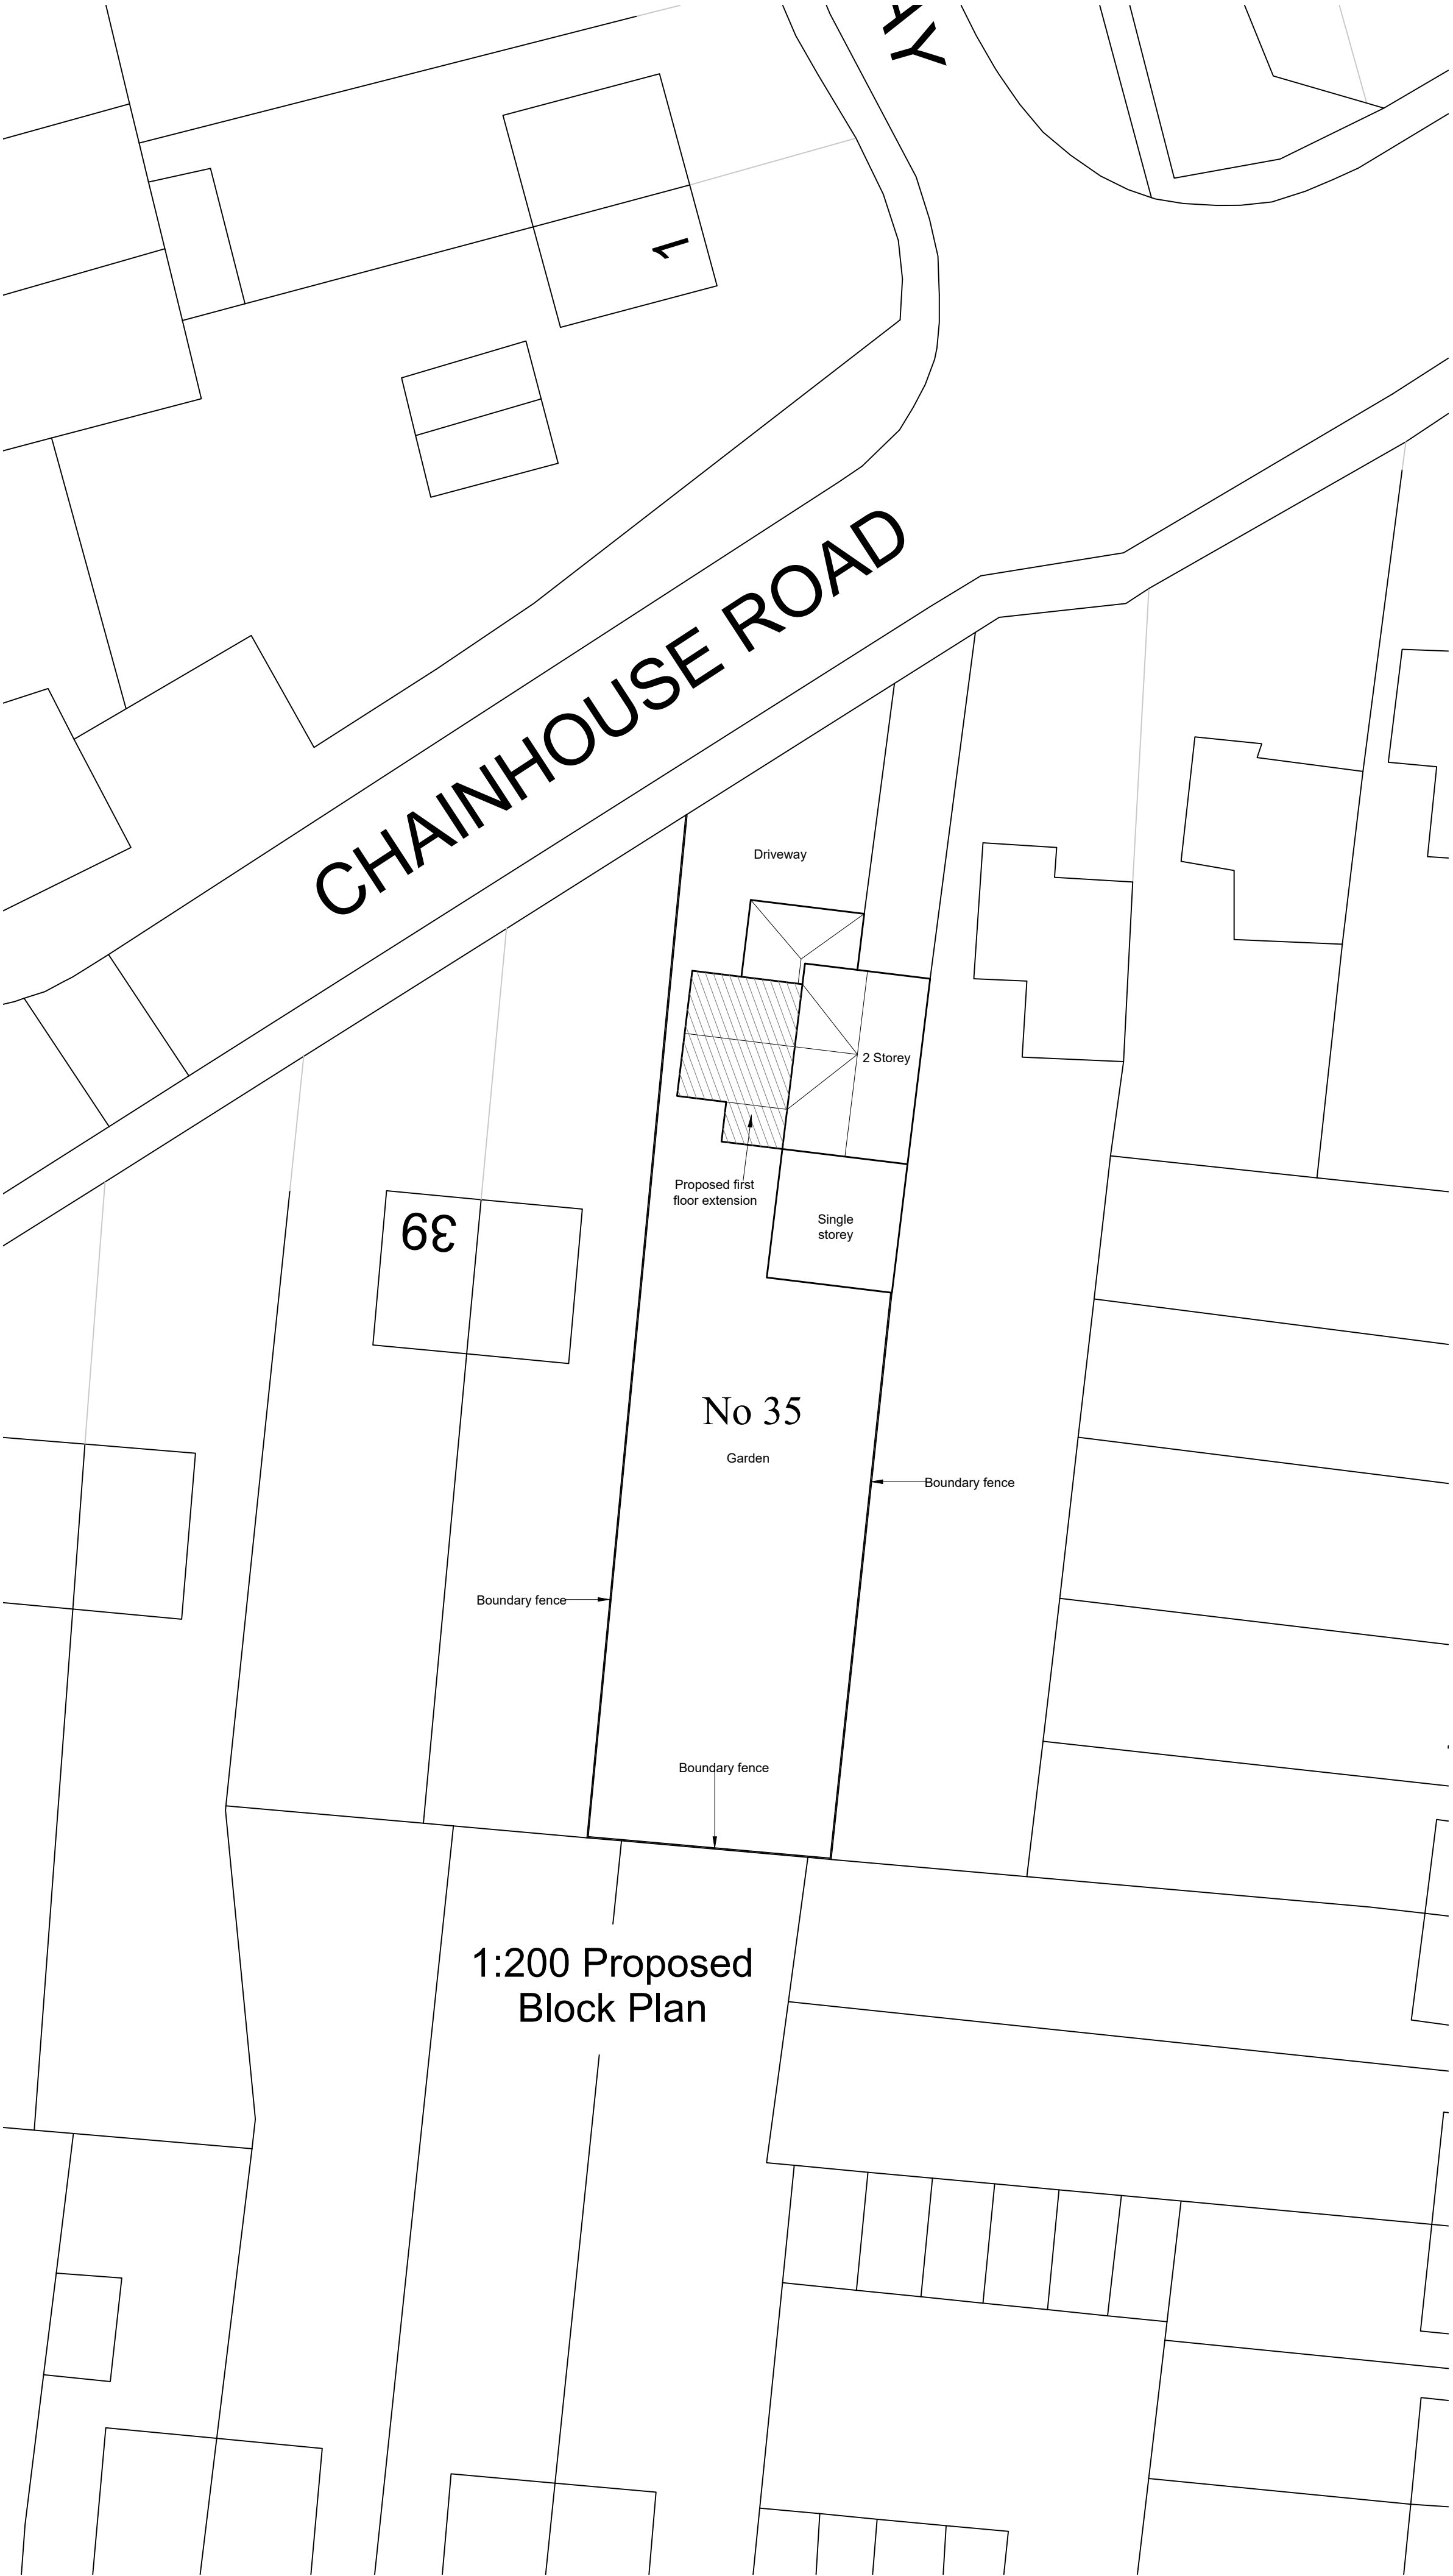 AY
1
CHAINHOUSE ROAD
Driveway
2 Storey
Proposed first
floor extension
Single
storey
39
No 35
Garden
Boundary fence
Boundary fence
Boundary fence
1:200 Proposed
Block Plan